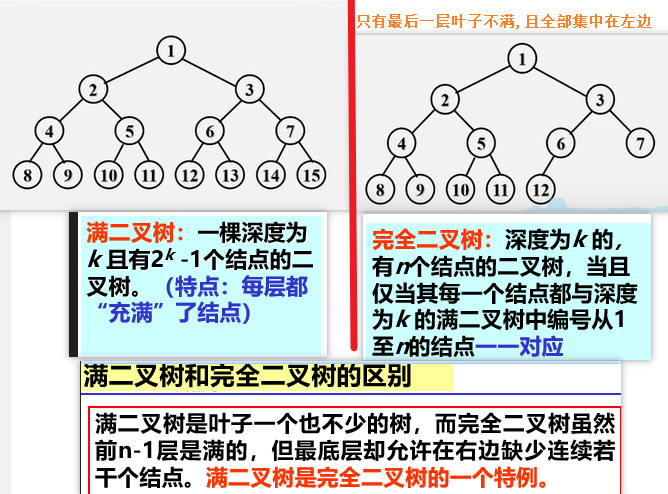 只有最后一层叶子不满,且全部集中在左边
1
2
3
4
5
6
7
8
9
10
11
12
13
14
15
1
2
3
4
5
6
7
8
9
10
11
12
满二叉树：一棵深度为
k 且有2ᵏ -1个结点的二
叉树。（特点：每层都
“充满”了结点）
完全二叉树：深度为k 的，
有n个结点的二叉树，当且
仅当其每一个结点都与深度
为k 的满二叉树中编号从1
至n的结点一一对应
满二叉树和完全二叉树的区别
满二叉树是叶子一个也不少的树，而完全二叉树虽然
前n-1层是满的，但最底层却允许在右边缺少连续若
干个结点。满二叉树是完全二叉树的一个特例。